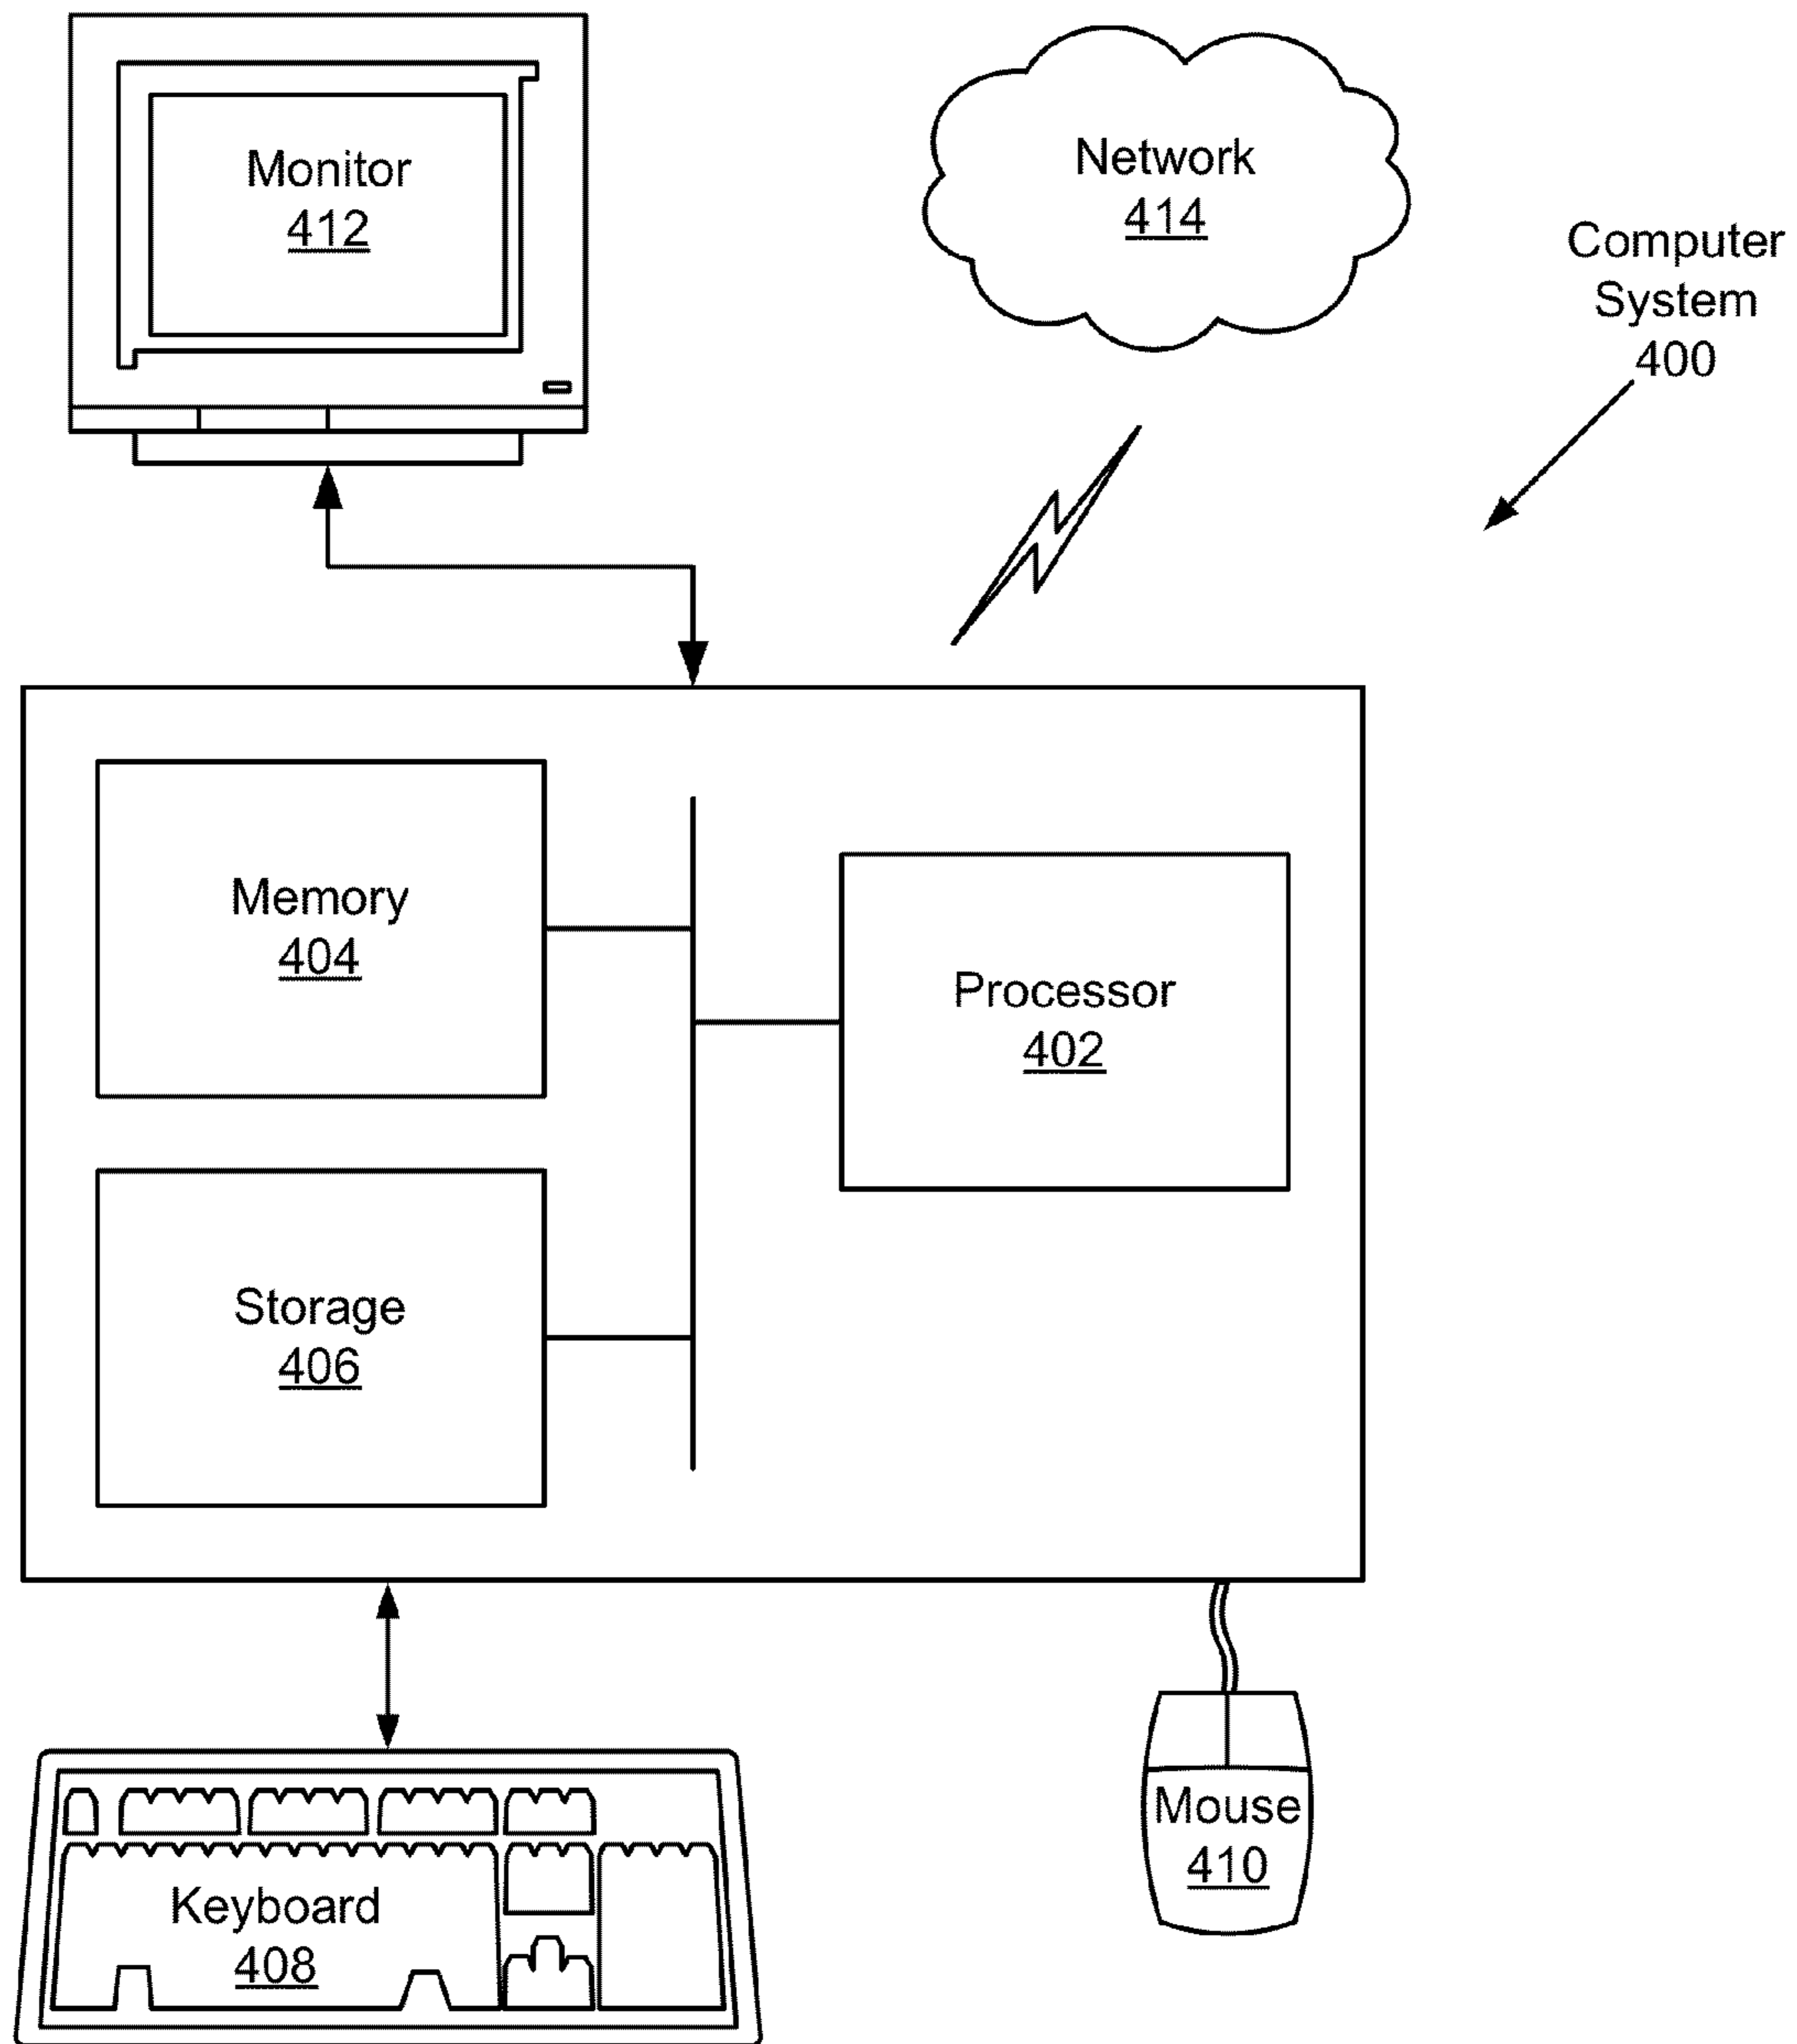 Monitor
412
Network
414
Computer
System
400
Memory
404
Processor
402
Storage
406
Mouse
410
Keyboard
408